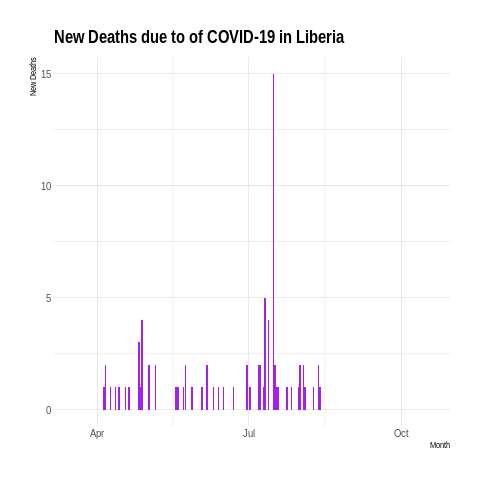 New Deaths due to of COVID-19 in Liberia
New Deaths
15
10
5
0
Apr
Jul
Oct
Month